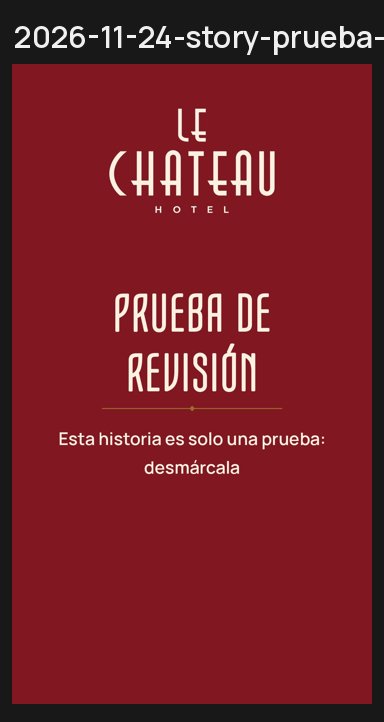 2026-11-24-story-prueba-
LE
CHATEAU
HOTEL
PRUEBA DE
REVISIÓN
Esta historia es solo una prueba:
desmárcala